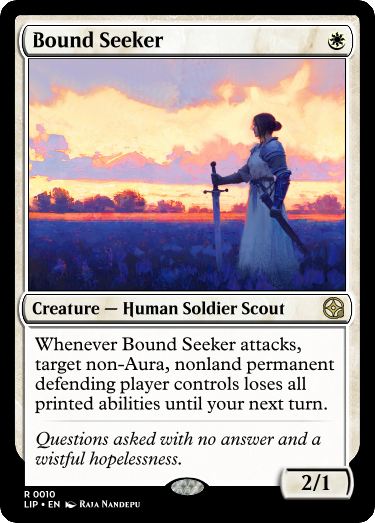 Bound Seeker
Creature — Human Soldier Scout
Whenever Bound Seeker attacks,
target non-Aura, nonland permanent
defending player controls loses all
printed abilities until your next turn.
Questions asked with no answer and a
wistful hopelessness.
2/1
R 0010
LIP • EN Raja Nandepu